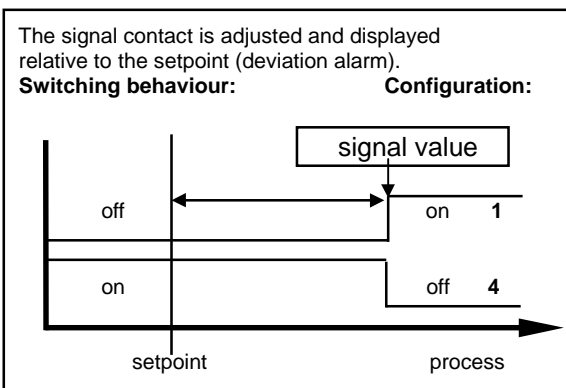 The signal contact is adjusted and displayed
relative to the setpoint (deviation alarm).
Switching behaviour: Configuration:
signal value
off on 1
on off 4
setpoint process